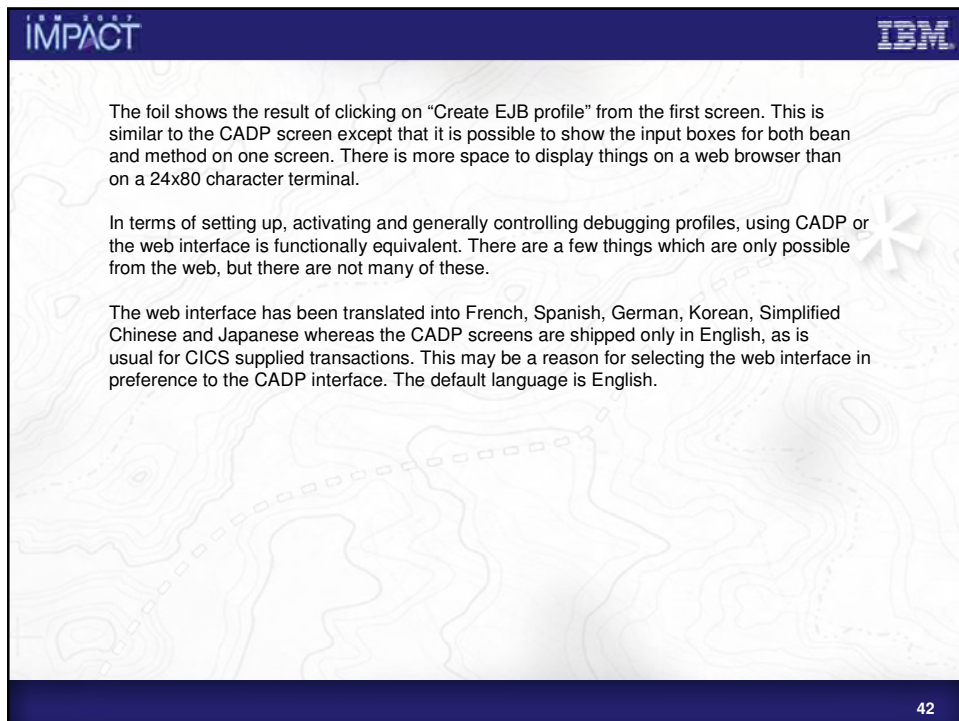 IBM 2007
IMPACT
IBM.
The foil shows the result of clicking on “Create EJB profile” from the first screen. This is
similar to the CADP screen except that it is possible to show the input boxes for both bean
and method on one screen. There is more space to display things on a web browser than
on a 24x80 character terminal.
In terms of setting up, activating and generally controlling debugging profiles, using CADP or
the web interface is functionally equivalent. There are a few things which are only possible
from the web, but there are not many of these.
The web interface has been translated into French, Spanish, German, Korean, Simplified
Chinese and Japanese whereas the CADP screens are shipped only in English, as is
usual for CICS supplied transactions. This may be a reason for selecting the web interface in
preference to the CADP interface. The default language is English.
42